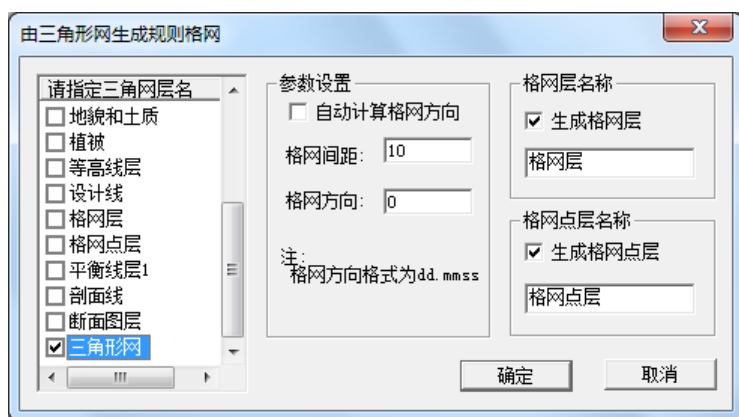 由三角形网生成规则格网
请指定三角网层名
地貌和土质
植被
等高线层
设计线
格网层
格网点层
平衡线层1
剖面线
断面图层
三角形网
参数设置
自动计算格网方向
格网间距: 10
格网方向: 0
注:
格网方向格式为dd.mmss
格网层名称
生成格网层
格网层
格网点层名称
生成格网点层
格网点层
确定
取消